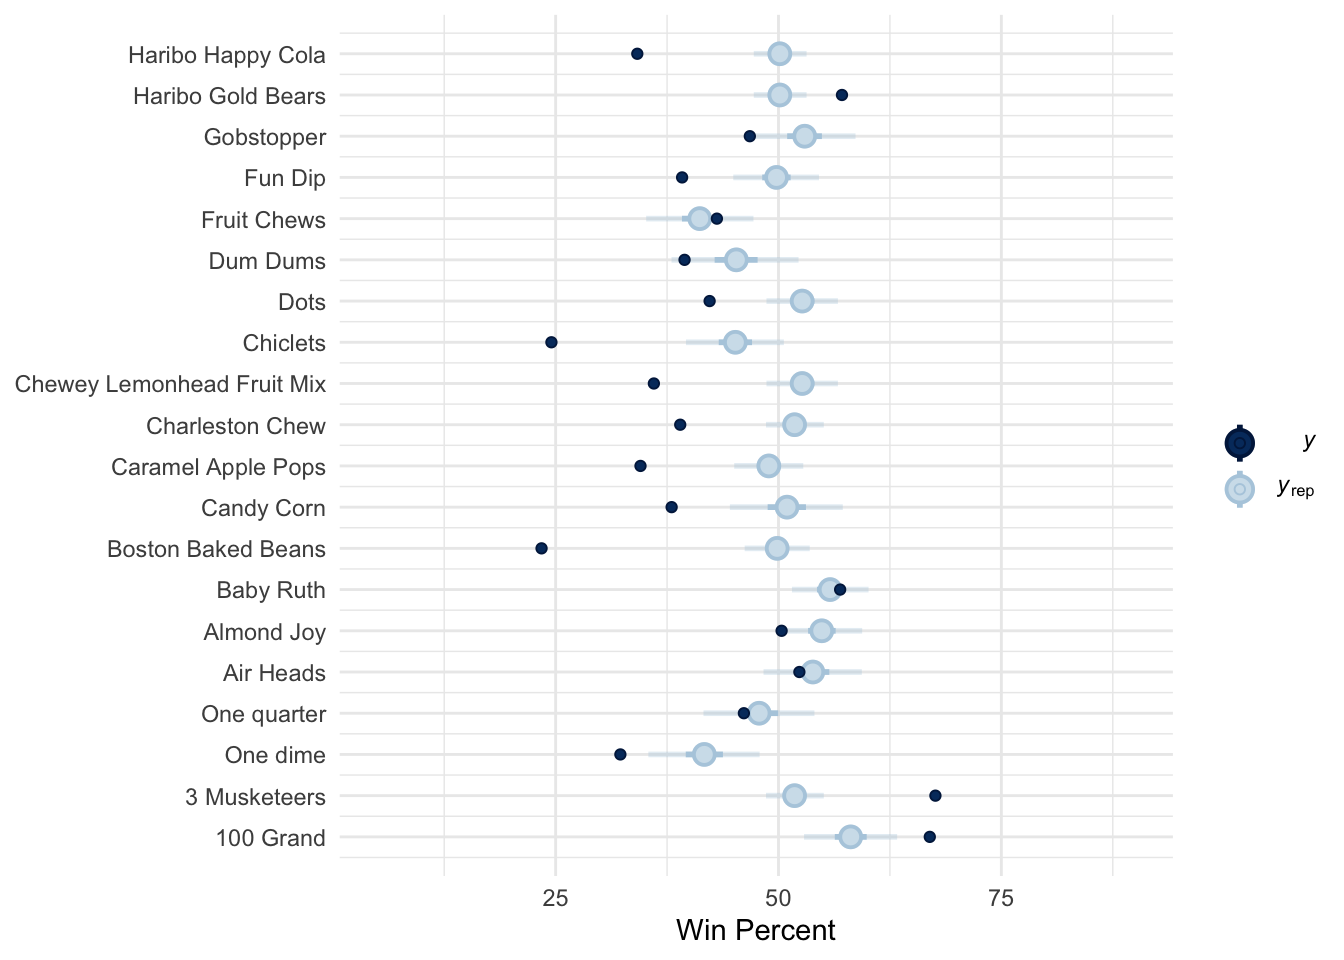 Haribo Happy Cola
Haribo Gold Bears
Gobstopper
Fun Dip
Fruit Chews
Dum Dums
Dots
Chiclets
Chewey Lemonhead Fruit Mix
Charleston Chew
Caramel Apple Pops
Candy Corn
Boston Baked Beans
Baby Ruth
Almond Joy
Air Heads
One quarter
One dime
3 Musketeers
100 Grand
25 50 75
Win Percent
y
yrep